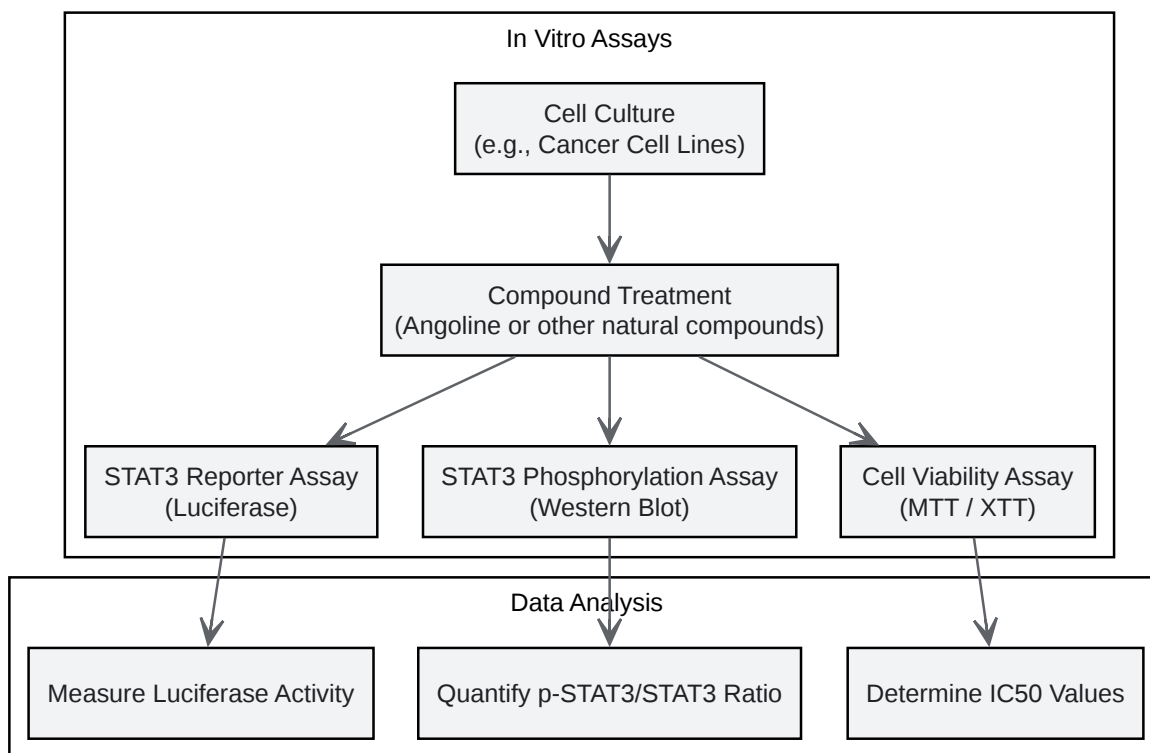 In Vitro Assays
Cell Culture
(e.g., Cancer Cell Lines)
Compound Treatment
(Angoline or other natural compounds)
STAT3 Reporter Assay
(Luciferase)
STAT3 Phosphorylation Assay
(Western Blot)
Cell Viability Assay
(MTT / XTT)
Data Analysis
Measure Luciferase Activity
Quantify p-STAT3/STAT3 Ratio
Determine IC50 Values